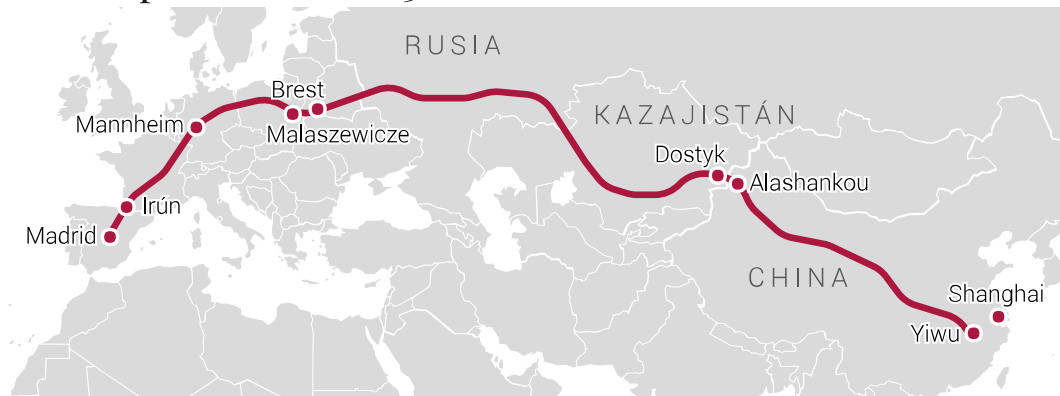 RUSIA
Brest
Mannheim
Malaszewicze
KAZAJISTÁN
Dostyk
Alashankou
Irún
Madrid
CHINA
Shanghai
Yiwu